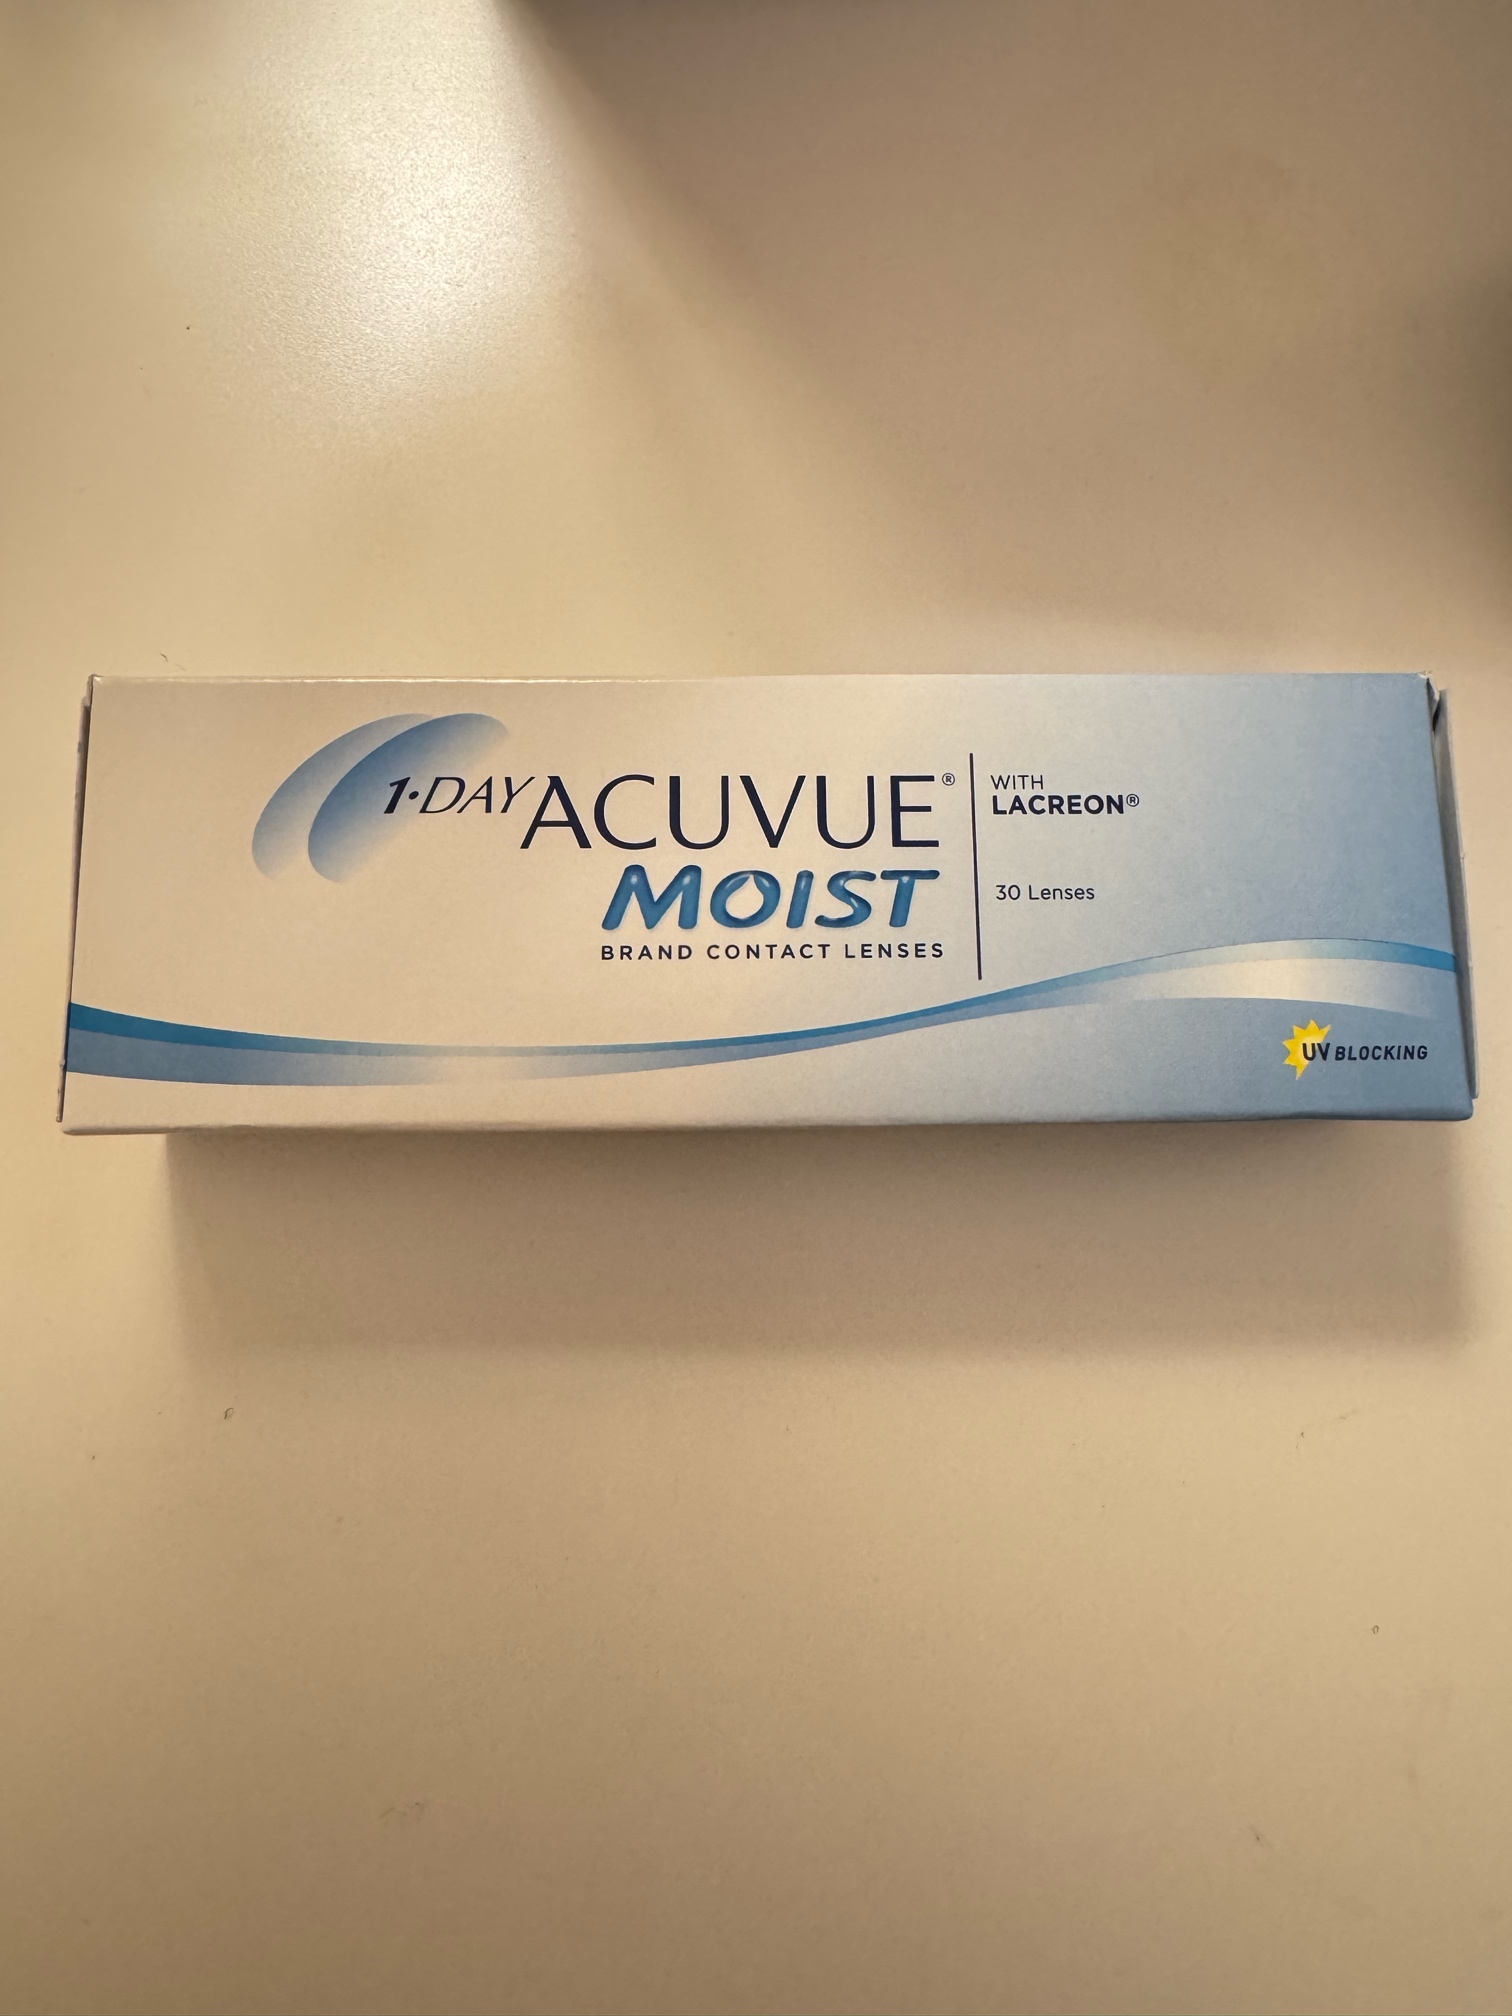 1·DAY ACUVUE®
MOIST
BRAND CONTACT LENSES
WITH
LACREON®
30 Lenses
UV BLOCKING